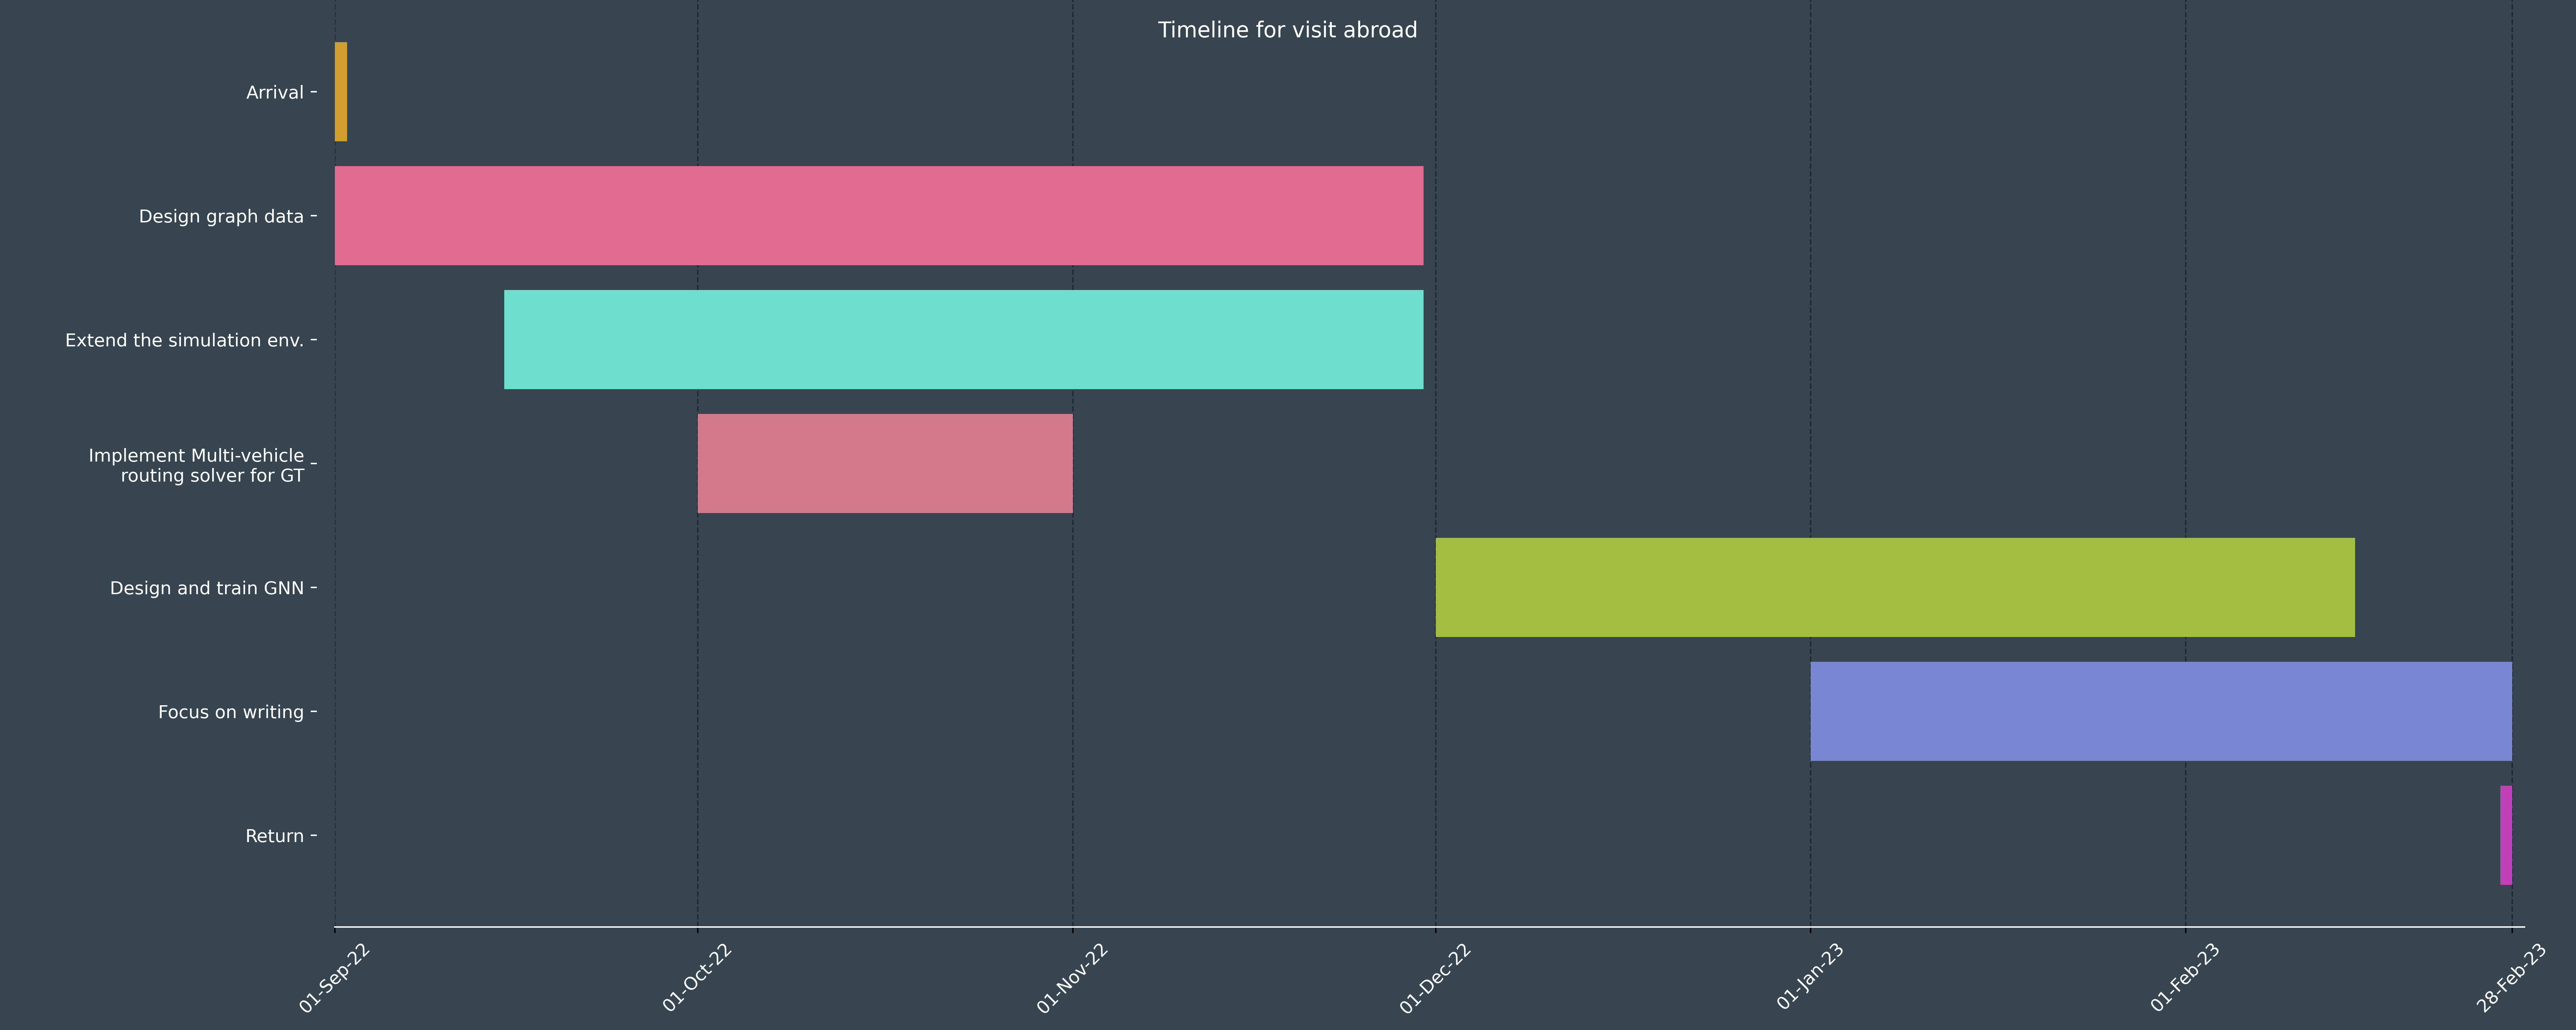 Timeline for visit abroad
Arrival
Design graph data
Extend the simulation env.
Implement Multi-vehicle
routing solver for GT
Design and train GNN
Focus on writing
Return
01-Sep-22
01-Oct-22
01-Nov-22
01-Dec-22
01-Jan-23
01-Feb-23
28-Feb-23